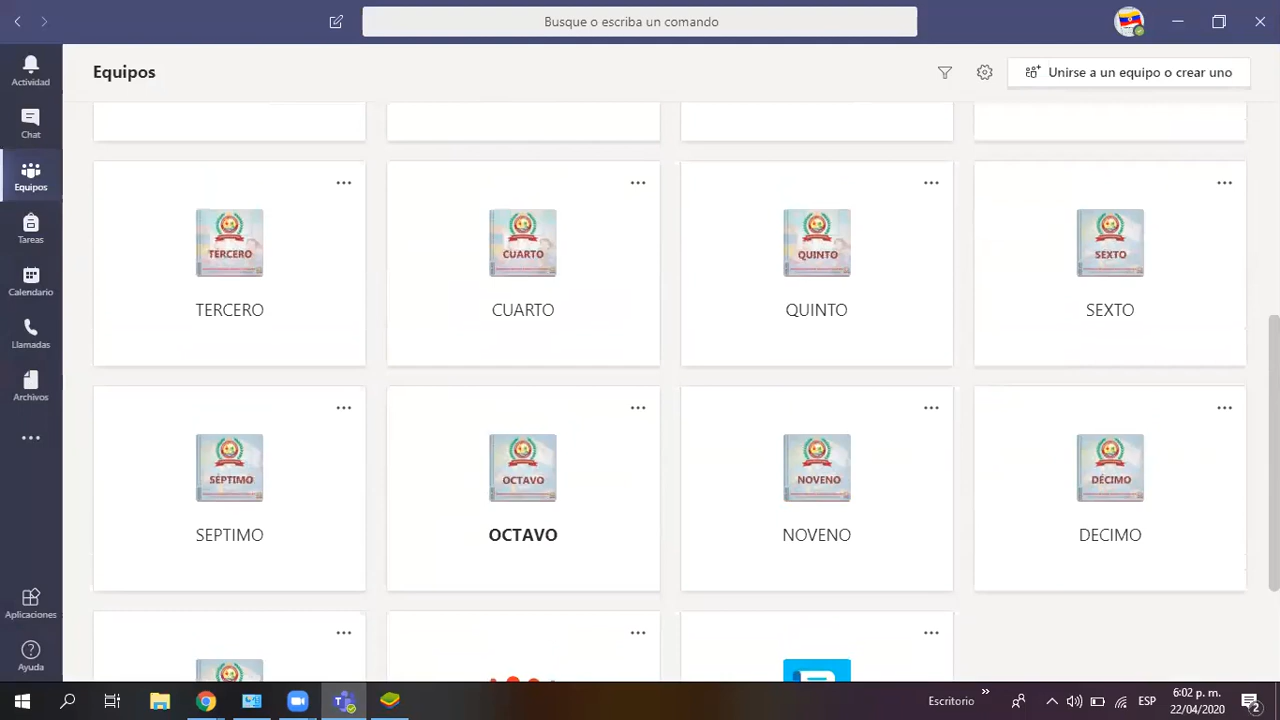 Busque o escriba un comando
Actividad
Chat
Equipos
Tareas
Calendario
Llamadas
Archivos
Aplicaciones
Ayuda
Equipos
Unirse a un equipo o crear uno
TERCERO
TERCERO
CUARTO
CUARTO
QUINTO
QUINTO
SEXTO
SEXTO
SÉPTIMO
SEPTIMO
OCTAVO
OCTAVO
NOVENO
NOVENO
DÉCIMO
DECIMO
Escritorio
ESP
6:02 p. m.
22/04/2020
2